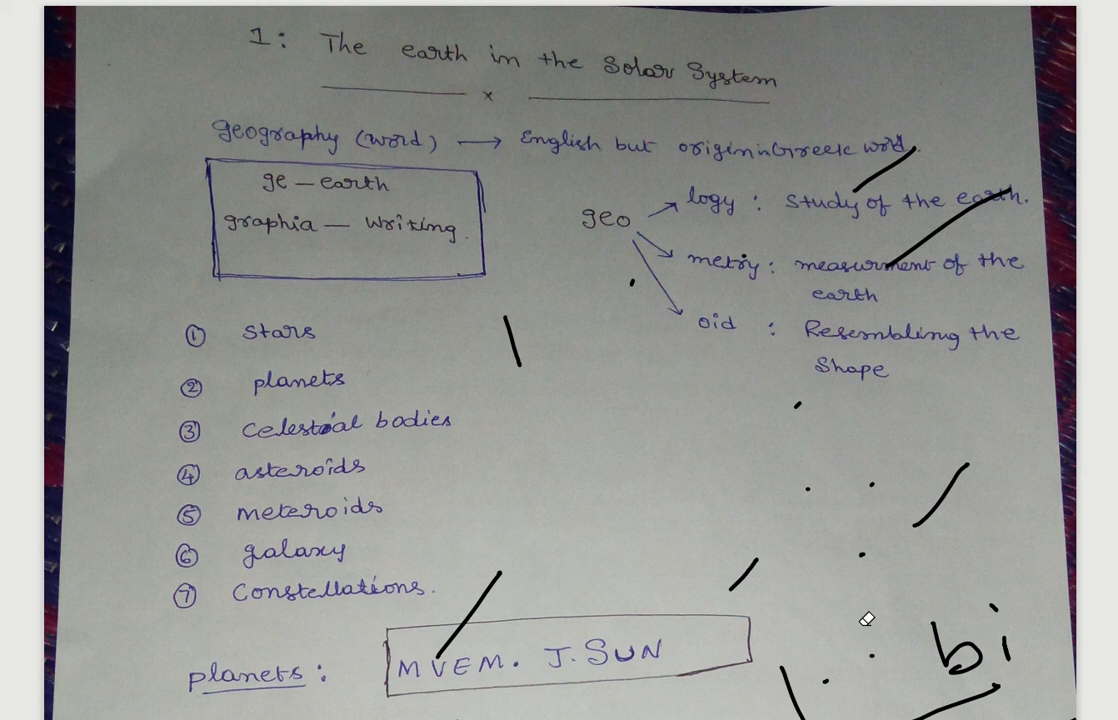 1: The earth in the Solar System
geography (word) → English but origin in Greek word.
ge – earth
graphia – writing.
geo
logy : study of the earth.
metry : measurment of the
earth
oid : Resembling the
Shape
① stars
② planets
③ celestial bodies
④ asteroids
⑤ meteroids
⑥ galaxy
⑦ Constellations.
planets : MVEM. J. SUN
bi